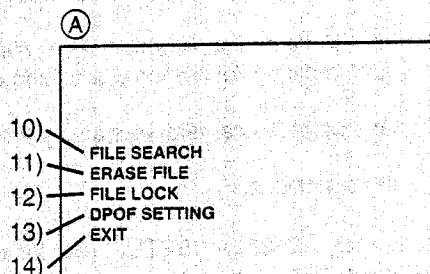 A
10) FILE SEARCH
11) ERASE FILE
12) FILE LOCK
13) DPOF SETTING
14) EXIT